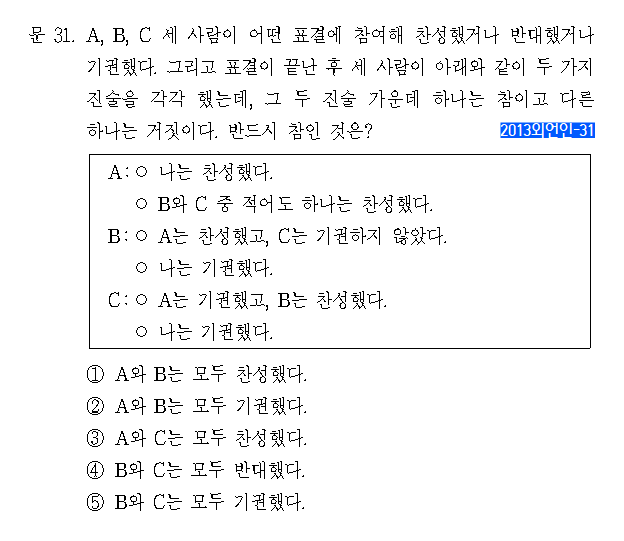 문 31. A, B, C 세 사람이 어떤 표결에 참여해 찬성했거나 반대했거나
기권했다. 그리고 표결이 끝난 후 세 사람이 아래와 같이 두 가지
진술을 각각 했는데, 그 두 진술 가운데 하나는 참이고 다른
하나는 거짓이다. 반드시 참인 것은?
2013외언인-31
A: ○ 나는 찬성했다.
○ B와 C 중 적어도 하나는 찬성했다.
B: ○ A는 찬성했고, C는 기권하지 않았다.
○ 나는 기권했다.
C: ○ A는 기권했고, B는 찬성했다.
○ 나는 기권했다.
① A와 B는 모두 찬성했다.
② A와 B는 모두 기권했다.
③ A와 C는 모두 찬성했다.
④ B와 C는 모두 반대했다.
⑤ B와 C는 모두 기권했다.